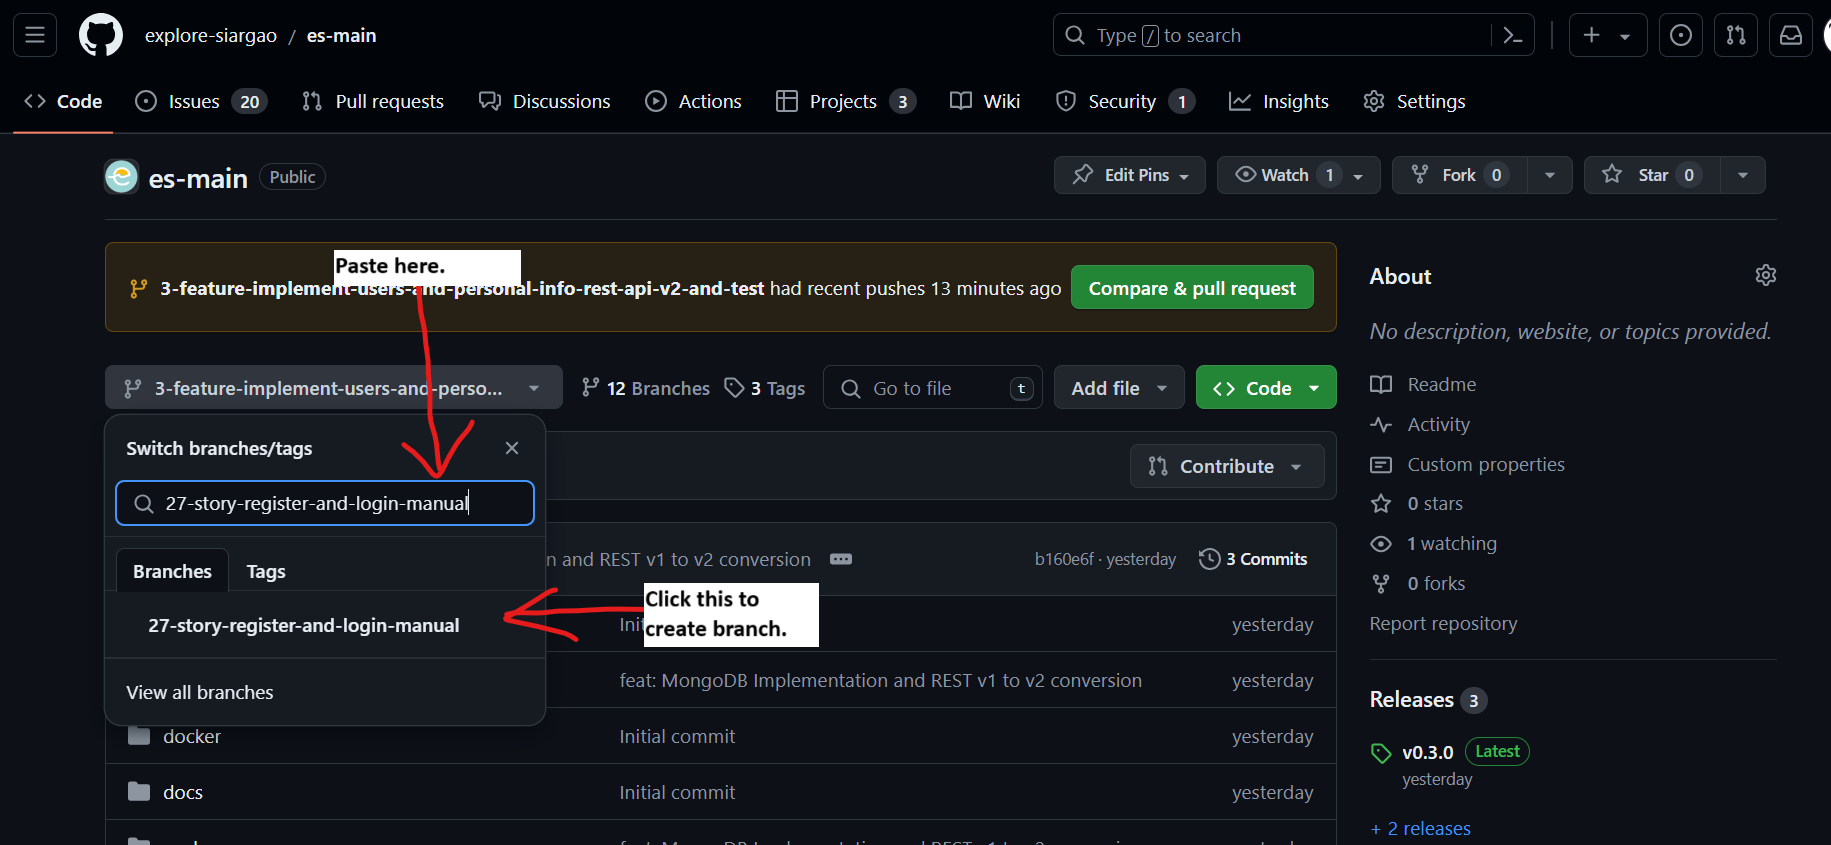 explore-siargao / es-main
Type / to search
Code
Issues 20
Pull requests
Discussions
Actions
Projects 3
Wiki
Security 1
Insights
Settings
es-main Public
Edit Pins
Watch 1
Fork 0
Star 0
Paste here.
3-feature-implement-users-and-personal-info-rest-api-v2-and-test had recent pushes 13 minutes ago
Compare & pull request
3-feature-implement-users-and-perso...
12 Branches
3 Tags
Go to file t
Add file
Code
Switch branches/tags
Contribute
27-story-register-and-login-manual
n and REST v1 to v2 conversion
b160e6f · yesterday
3 Commits
Branches
Tags
Click this to
create branch.
27-story-register-and-login-manual
Init
yesterday
feat: MongoDB Implementation and REST v1 to v2 conversion
yesterday
View all branches
docker
Initial commit
yesterday
docs
Initial commit
yesterday
About
No description, website, or topics provided.
Readme
Activity
Custom properties
0 stars
1 watching
0 forks
Report repository
Releases 3
v0.3.0 Latest
yesterday
+ 2 releases